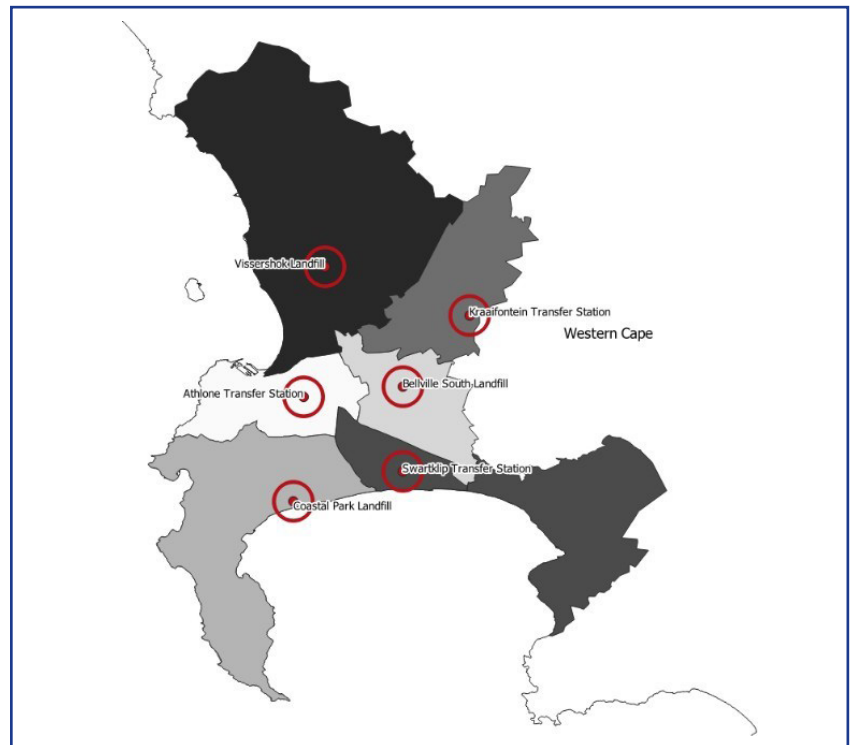 Vissershok Landfill
Kraaifontein Transfer Station
Western Cape
Bellville South Landfill
Athlone Transfer Station
Swartklip Transfer Station
Coastal Park Landfill